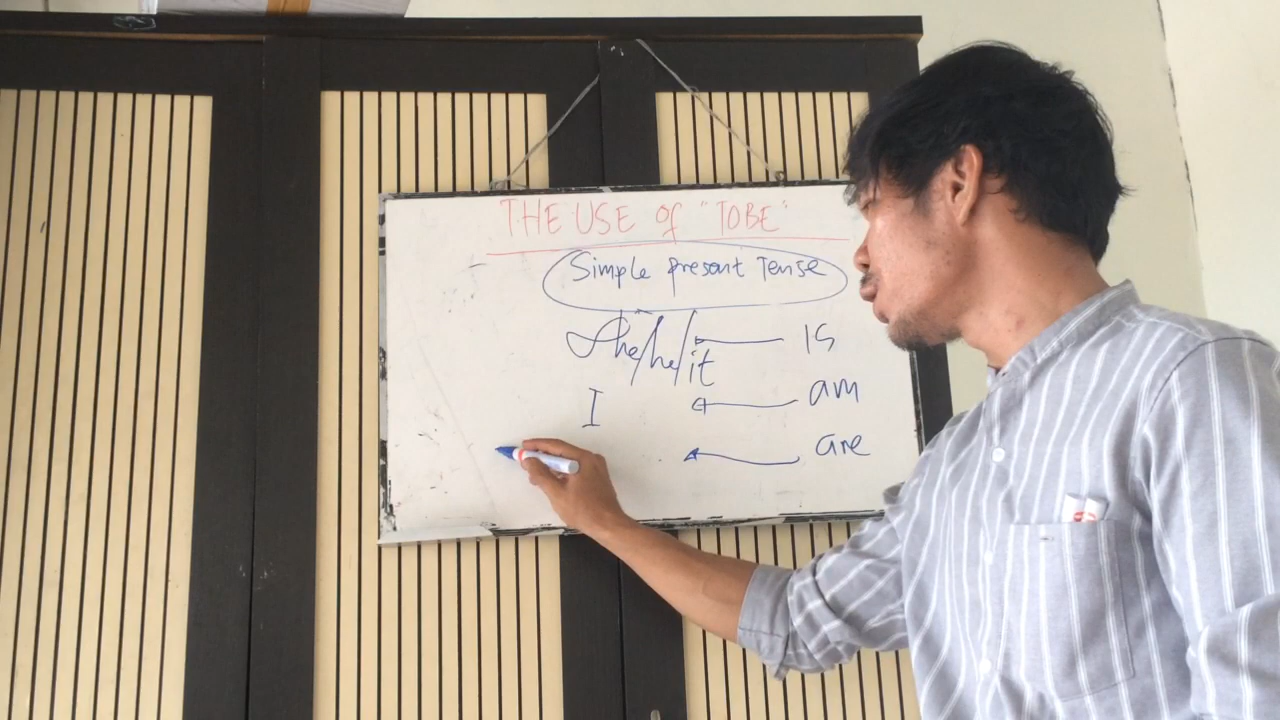 THE USE of "TOBE"
Simple present Tense
She/he/it is
I am
are